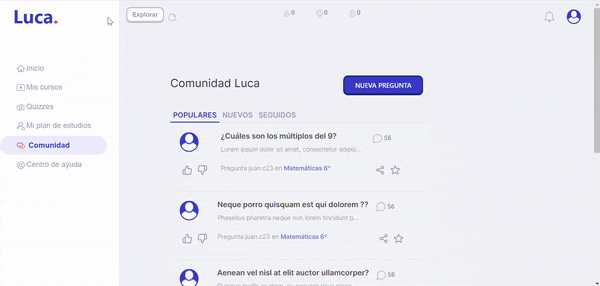 Luca.
Explorar
0 0 0
Inicio
Mis cursos
Quizzes
Mi plan de estudios
Comunidad
Centro de ayuda
Comunidad Luca
NUEVA PREGUNTA
POPULARES NUEVOS SEGUIDOS
¿Cuáles son los múltiplos del 9?
56
Lorem ipsum dolor sit amet, consectetur adipis...
Pregunta juan.c23 en Matemáticas 6º
Neque porro quisquam est qui dolorem ??
56
Phasellus pharetra neque non lorem tincidunt p...
Pregunta juan.c23 en Matemáticas 6º
Aenean vel nisl at elit auctor ullamcorper?
56